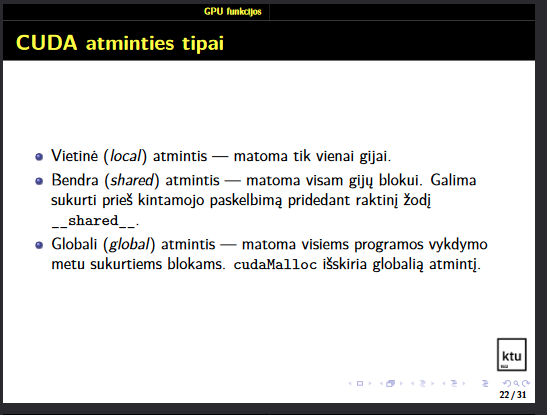 GPU funkcijos
CUDA atminties tipai
Vietinė (local) atmintis — matoma tik vienai gijai.
Bendra (shared) atmintis — matoma visam gijų blokui. Galima
sukurti prieš kintamojo paskelbimą pridedant raktinį žodį
__shared__.
Globali (global) atmintis — matoma visiems programos vykdymo
metu sukurtiems blokams. cudaMalloc išskiria globalią atmintį.
ktu
22 / 31